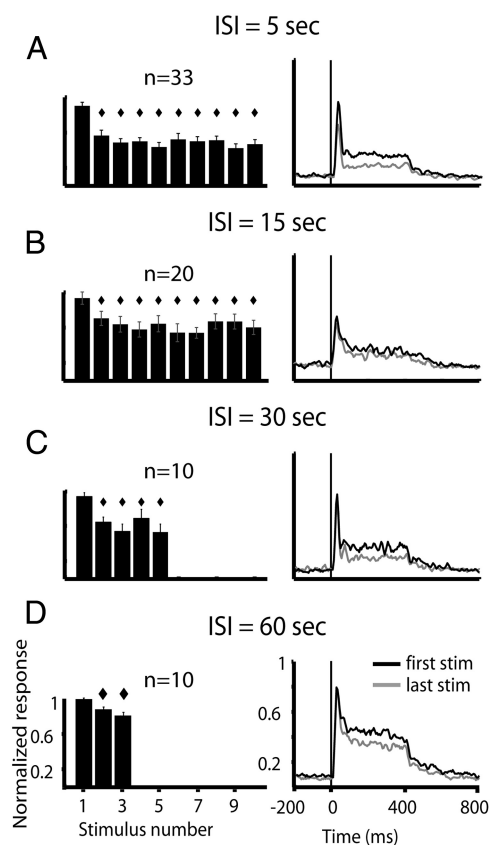 ISI = 5 sec
A
n=33
ISI = 15 sec
B
n=20
ISI = 30 sec
C
n=10
ISI = 60 sec
D
n=10
first stim
last stim
Normalized response
1
0.6
0.2
1
0.6
0.2
1 3 5 7 9
Stimulus number
-200 0 400 800
Time (ms)